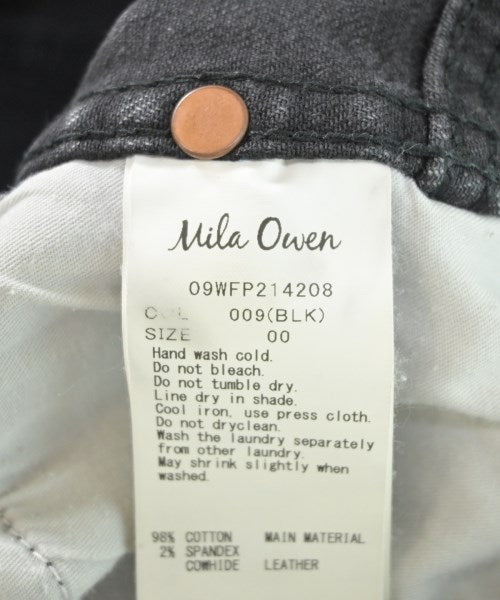 Mila Owen
09WFP214208
COL 009(BLK)
SIZE 00
Hand wash cold.
Do not bleach.
Do not tumble dry.
Line dry in shade.
Cool iron, use press cloth.
Do not dryclean.
Wash the laundry separately
from other laundry.
May shrink slightly when
washed.
98% COTTON MAIN MATERIAL
2% SPANDEX
COWHIDE LEATHER